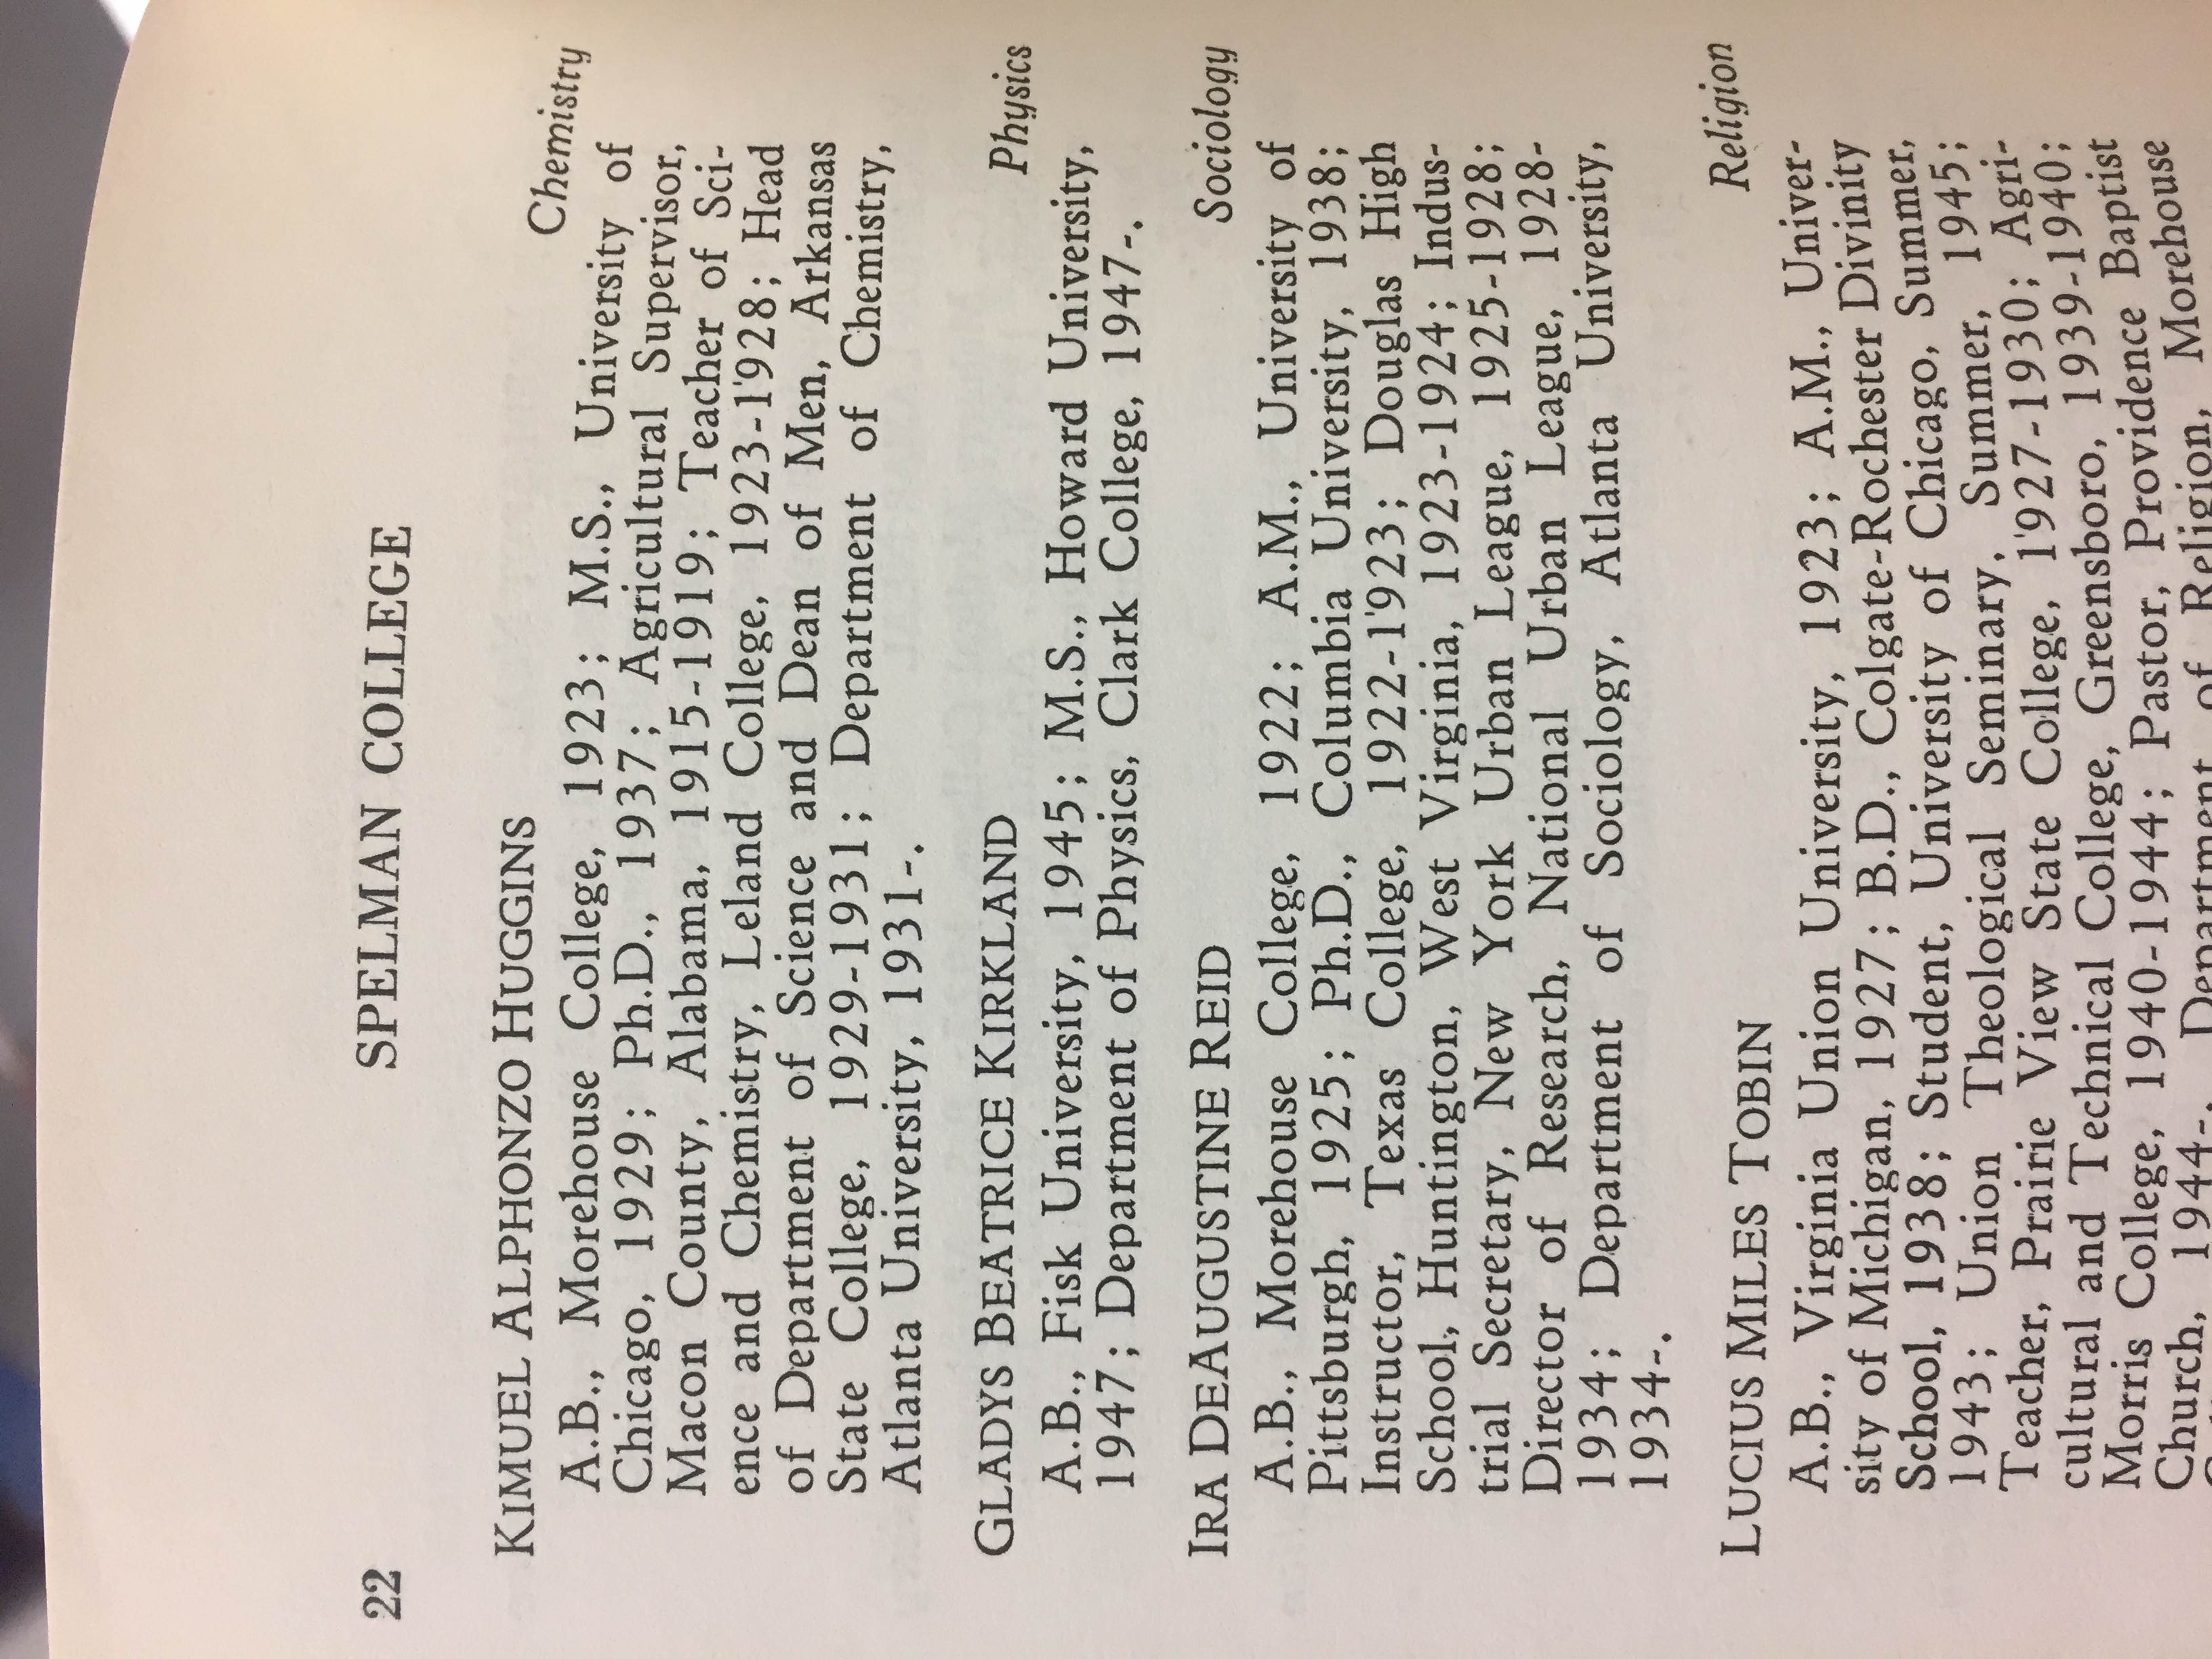 22 SPELMAN COLLEGE
KIMUEL ALPHONZO HUGGINS Chemistry
A.B., Morehouse College, 1923; M.S., University of
Chicago, 1929; Ph.D., 1937; Agricultural Supervisor,
Macon County, Alabama, 1915-1919; Teacher of Sci-
ence and Chemistry, Leland College, 1923-1'928; Head
of Department of Science and Dean of Men, Arkansas
State College, 1929-1931; Department of Chemistry,
Atlanta University, 1931-.
GLADYS BEATRICE KIRKLAND Physics
A.B., Fisk University, 1945; M.S., Howard University,
1947; Department of Physics, Clark College, 1947-.
IRA DEAUGUSTINE REID Sociology
A.B., Morehouse College, 1922; A.M., University of
Pittsburgh, 1925; Ph.D., Columbia University, 1938;
Instructor, Texas College, 1922-1'923; Douglas High
School, Huntington, West Virginia, 1923-1924; Indus-
trial Secretary, New York Urban League, 1925-1928;
Director of Research, National Urban League, 1928-
1934; Department of Sociology, Atlanta University,
1934-.
LUCIUS MILES TOBIN Religion
A.B., Virginia Union University, 1923; A.M., Univer-
sity of Michigan, 1927; B.D., Colgate-Rochester Divinity
School, 1938; Student, University of Chicago, Summer,
1943; Union Theological Seminary, Summer, 1945;
Teacher, Prairie View State College, 1'927-1930; Agri-
cultural and Technical College, Greensboro, 1939-1940;
Morris College, 1940-1944; Pastor, Providence Baptist
Church, 1944-. Department of Religion, Morehouse